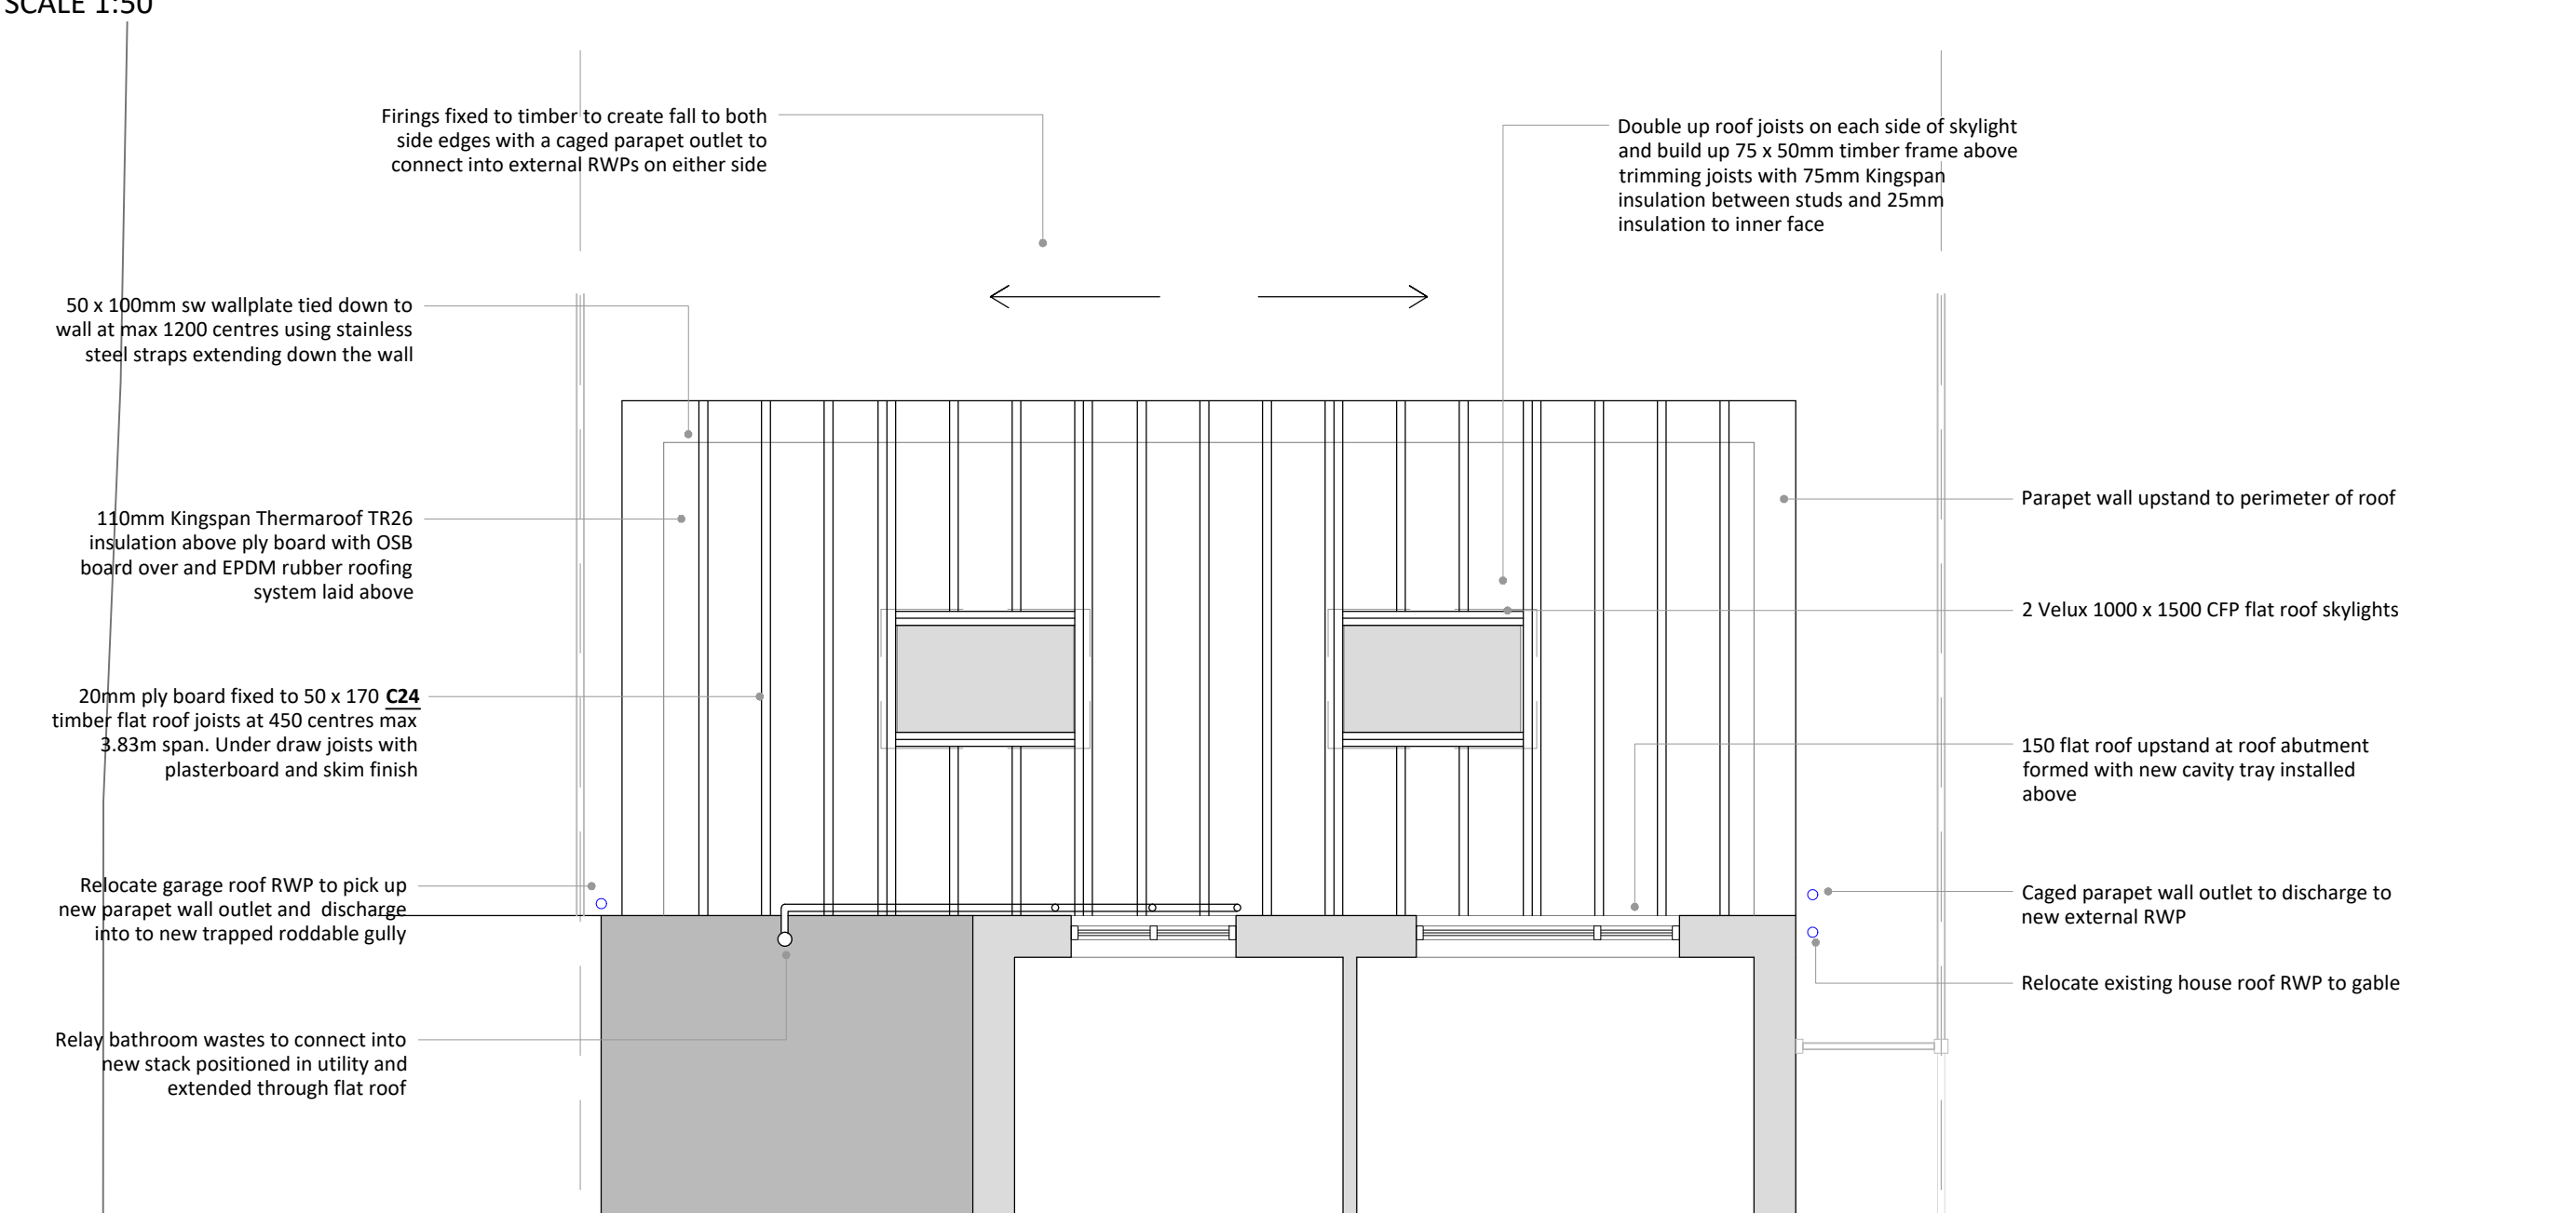 SCALE 1:50
Firings fixed to timber to create fall to both
side edges with a caged parapet outlet to
connect into external RWPs on either side
Double up roof joists on each side of skylight
and build up 75 x 50mm timber frame above
trimming joists with 75mm Kingspan
insulation between studs and 25mm
insulation to inner face
50 x 100mm sw wallplate tied down to
wall at max 1200 centres using stainless
steel straps extending down the wall
110mm Kingspan Thermaroof TR26
insulation above ply board with OSB
board over and EPDM rubber roofing
system laid above
20mm ply board fixed to 50 x 170 C24
timber flat roof joists at 450 centres max
3.83m span. Under draw joists with
plasterboard and skim finish
Relocate garage roof RWP to pick up
new parapet wall outlet and  discharge
into to new trapped roddable gully
Relay bathroom wastes to connect into
new stack positioned in utility and
extended through flat roof
Parapet wall upstand to perimeter of roof
2 Velux 1000 x 1500 CFP flat roof skylights
150 flat roof upstand at roof abutment
formed with new cavity tray installed
above
Caged parapet wall outlet to discharge to
new external RWP
Relocate existing house roof RWP to gable